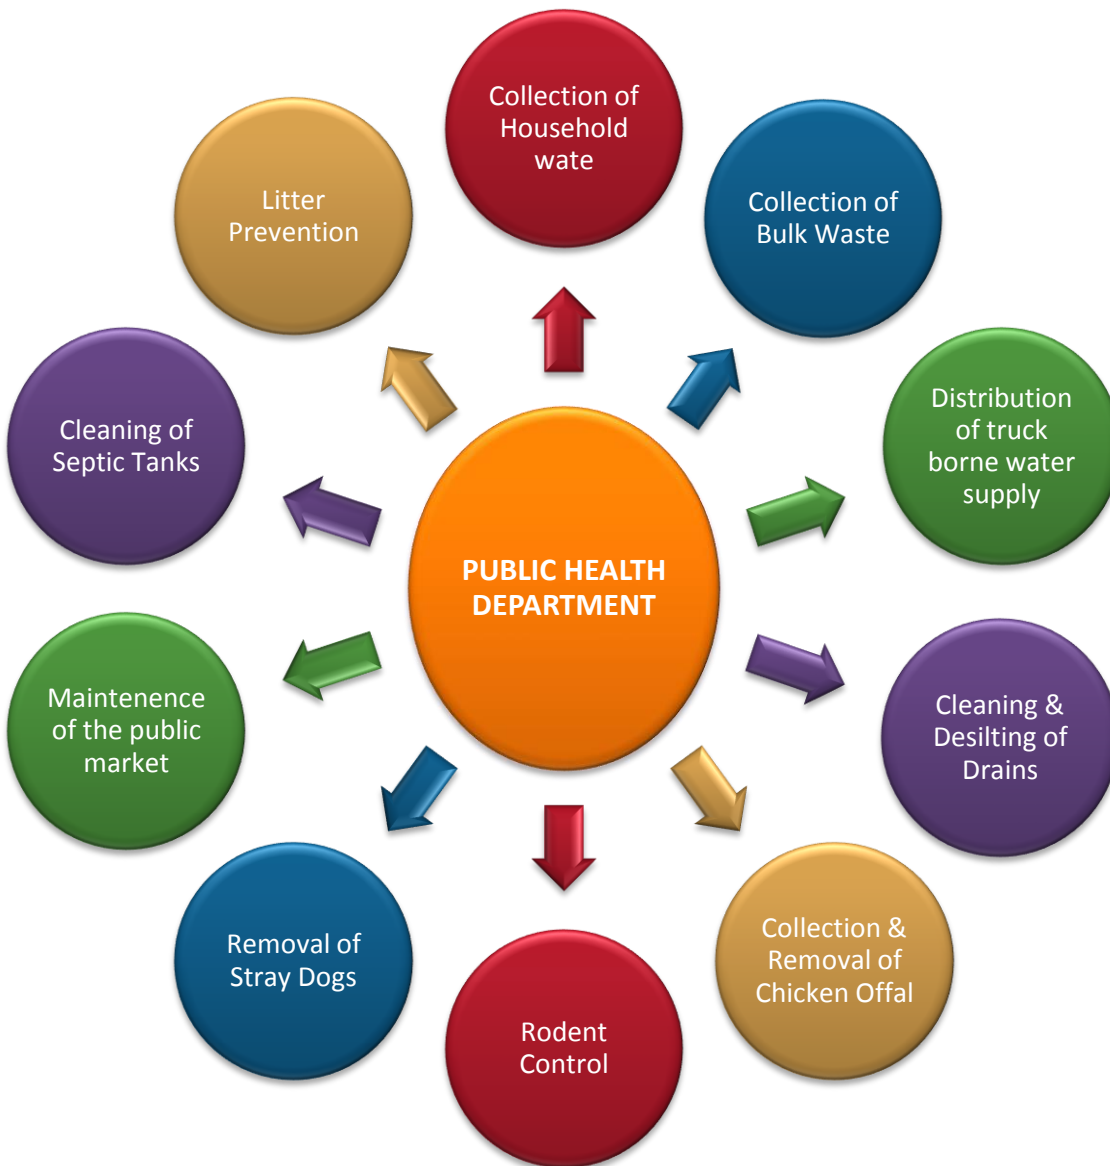 Collection of
Household
wate
Collection of
Bulk Waste
Distribution
of truck
borne water
supply
Cleaning &
Desilting of
Drains
Collection &
Removal of
Chicken Offal
Rodent
Control
Removal of
Stray Dogs
Maintenence
of the public
market
Cleaning of
Septic Tanks
Litter
Prevention
PUBLIC HEALTH
DEPARTMENT